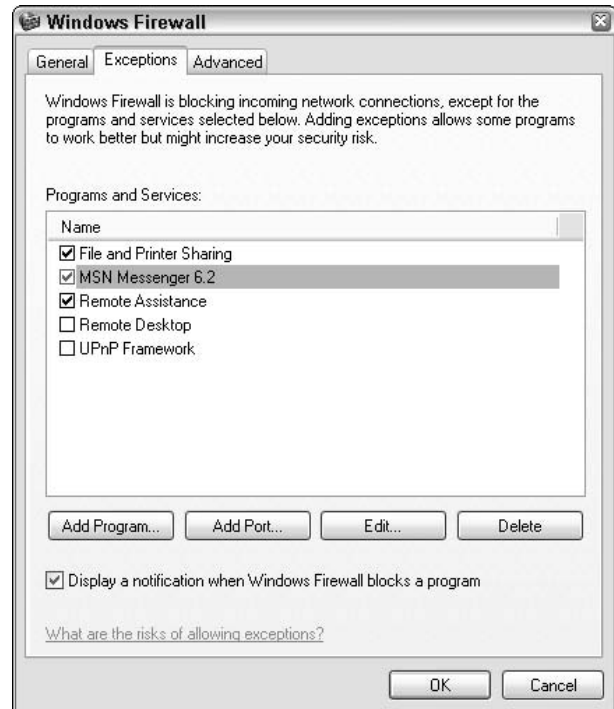 Windows Firewall
General Exceptions Advanced
Windows Firewall is blocking incoming network connections, except for the
programs and services selected below. Adding exceptions allows some programs
to work better but might increase your security risk.
Programs and Services:
Name
File and Printer Sharing
MSN Messenger 6.2
Remote Assistance
Remote Desktop
UPnP Framework
Add Program... Add Port... Edit... Delete
Display a notification when Windows Firewall blocks a program
What are the risks of allowing exceptions?
OK Cancel